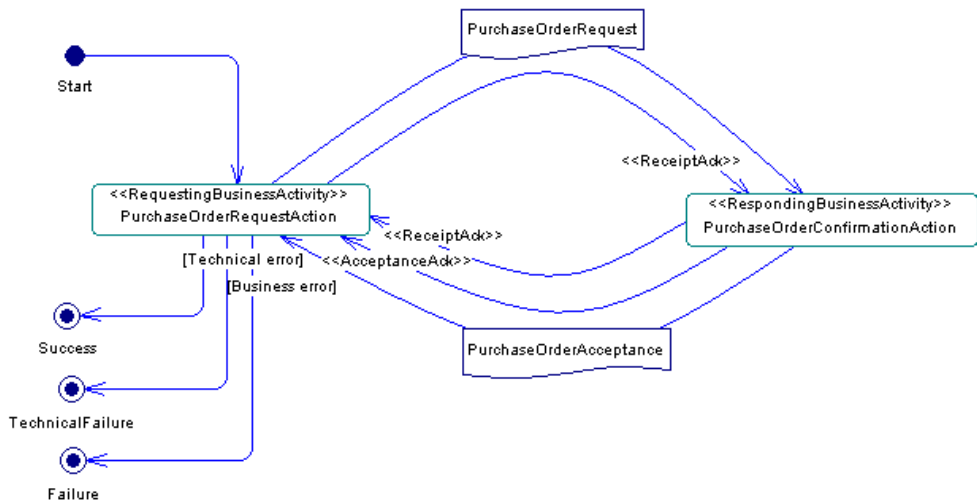 PurchaseOrderRequest
Start
<<ReceiptAck>>
<<RequestingBusinessActivity>>
PurchaseOrderRequestAction
<<RespondingBusinessActivity>>
PurchaseOrderConfirmationAction
<<ReceiptAck>>
[Technical error]
<<AcceptanceAck>>
[Business error]
Success
PurchaseOrderAcceptance
TechnicalFailure
Failure